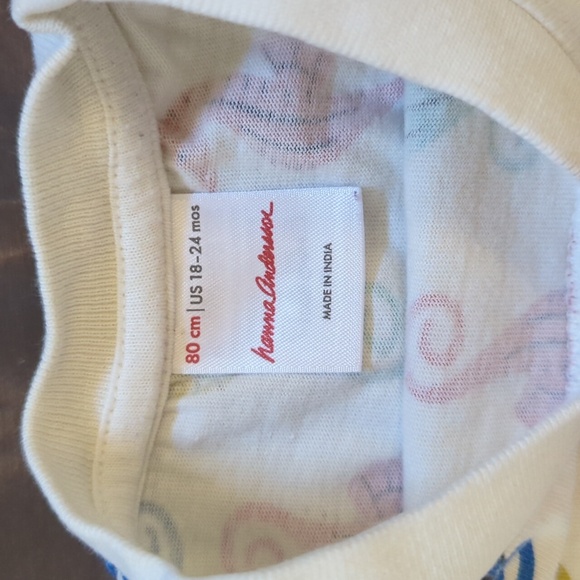 80 cm | US 18-24 mos
hanna andersson
MADE IN INDIA